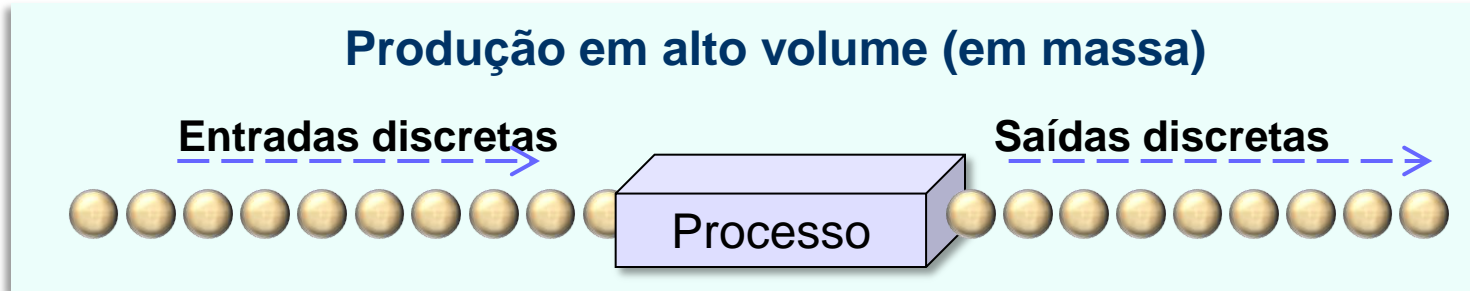 Produção em alto volume (em massa)
Entradas discretas
Saídas discretas
Processo